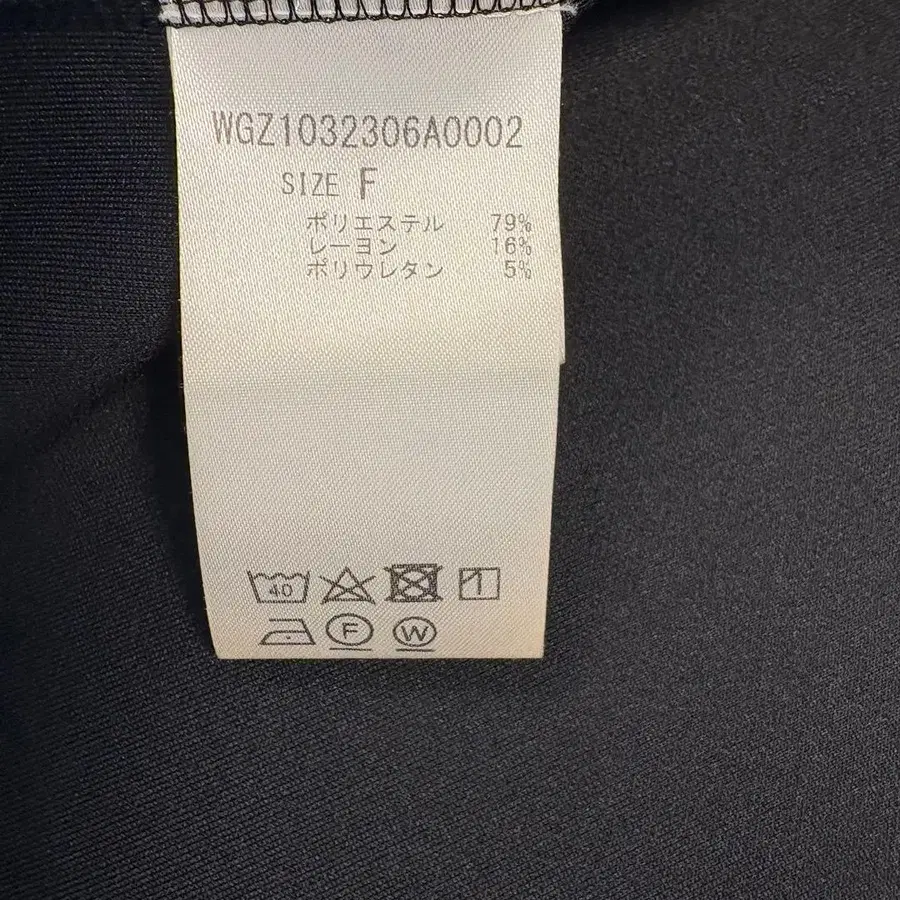 WGZ1032306A0002
SIZE F
ポリエステル 79%
レーヨン 16%
ポリウレタン 5%
40
F
W